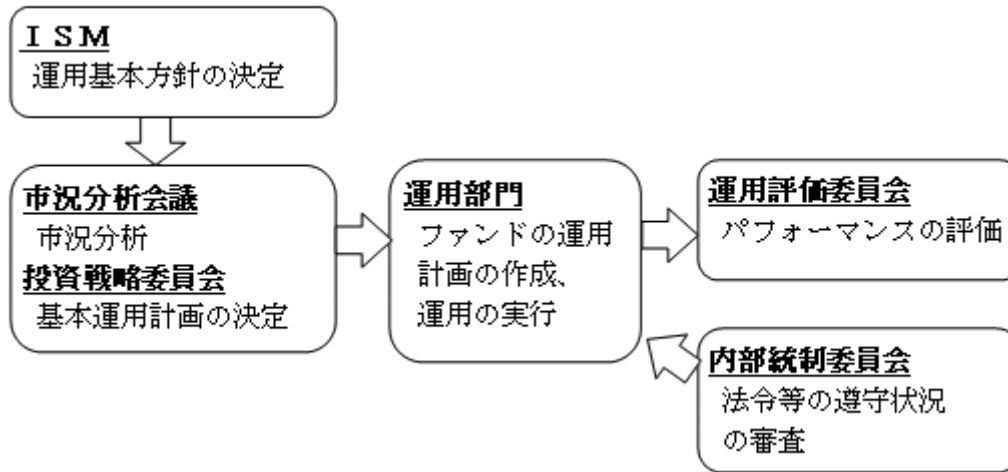 ＩＳＭ
運用基本方針の決定
市況分析会議
市況分析
投資戦略委員会
基本運用計画の決定
運用部門
ファンドの運用
計画の作成、
運用の実行
運用評価委員会
パフォーマンスの評価
内部統制委員会
法令等の遵守状況
の審査